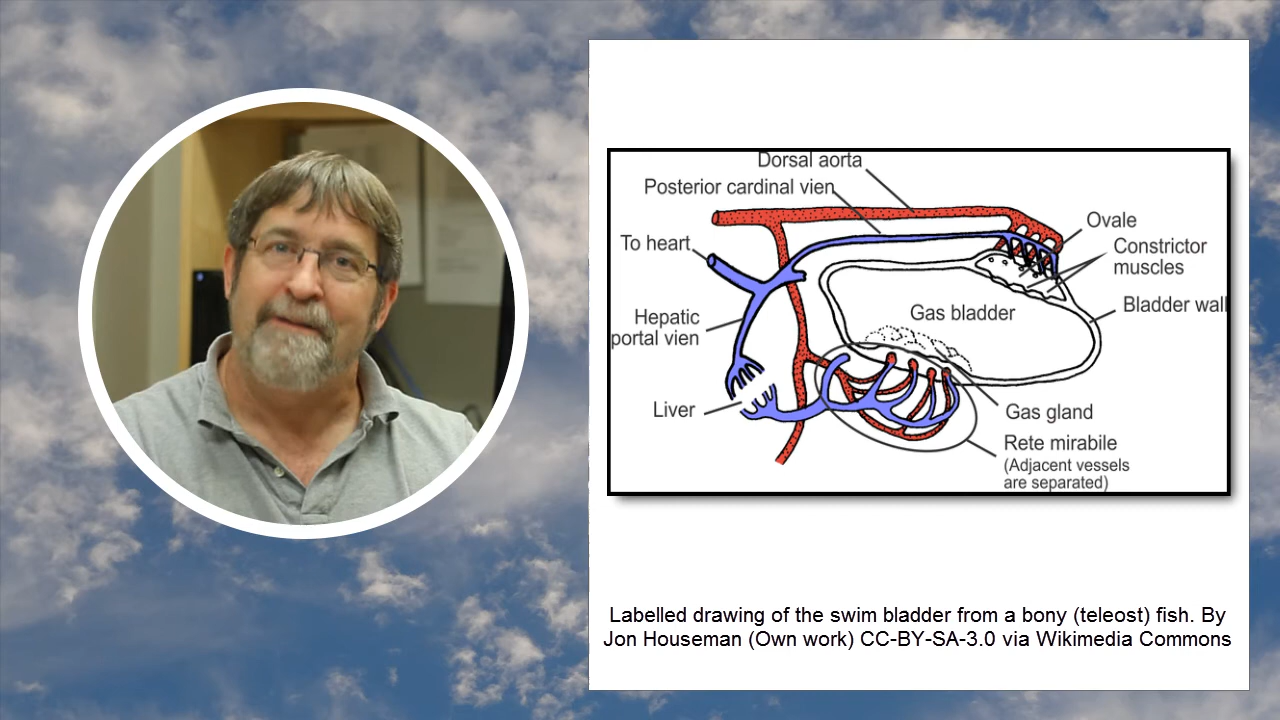 Dorsal aorta
Posterior cardinal vien
To heart
Ovale
Constrictor
muscles
Bladder wall
Gas bladder
Hepatic
portal vien
Liver
Gas gland
Rete mirabile
(Adjacent vessels
are separated)
Labelled drawing of the swim bladder from a bony (teleost) fish. By
Jon Houseman (Own work) CC-BY-SA-3.0 via Wikimedia Commons